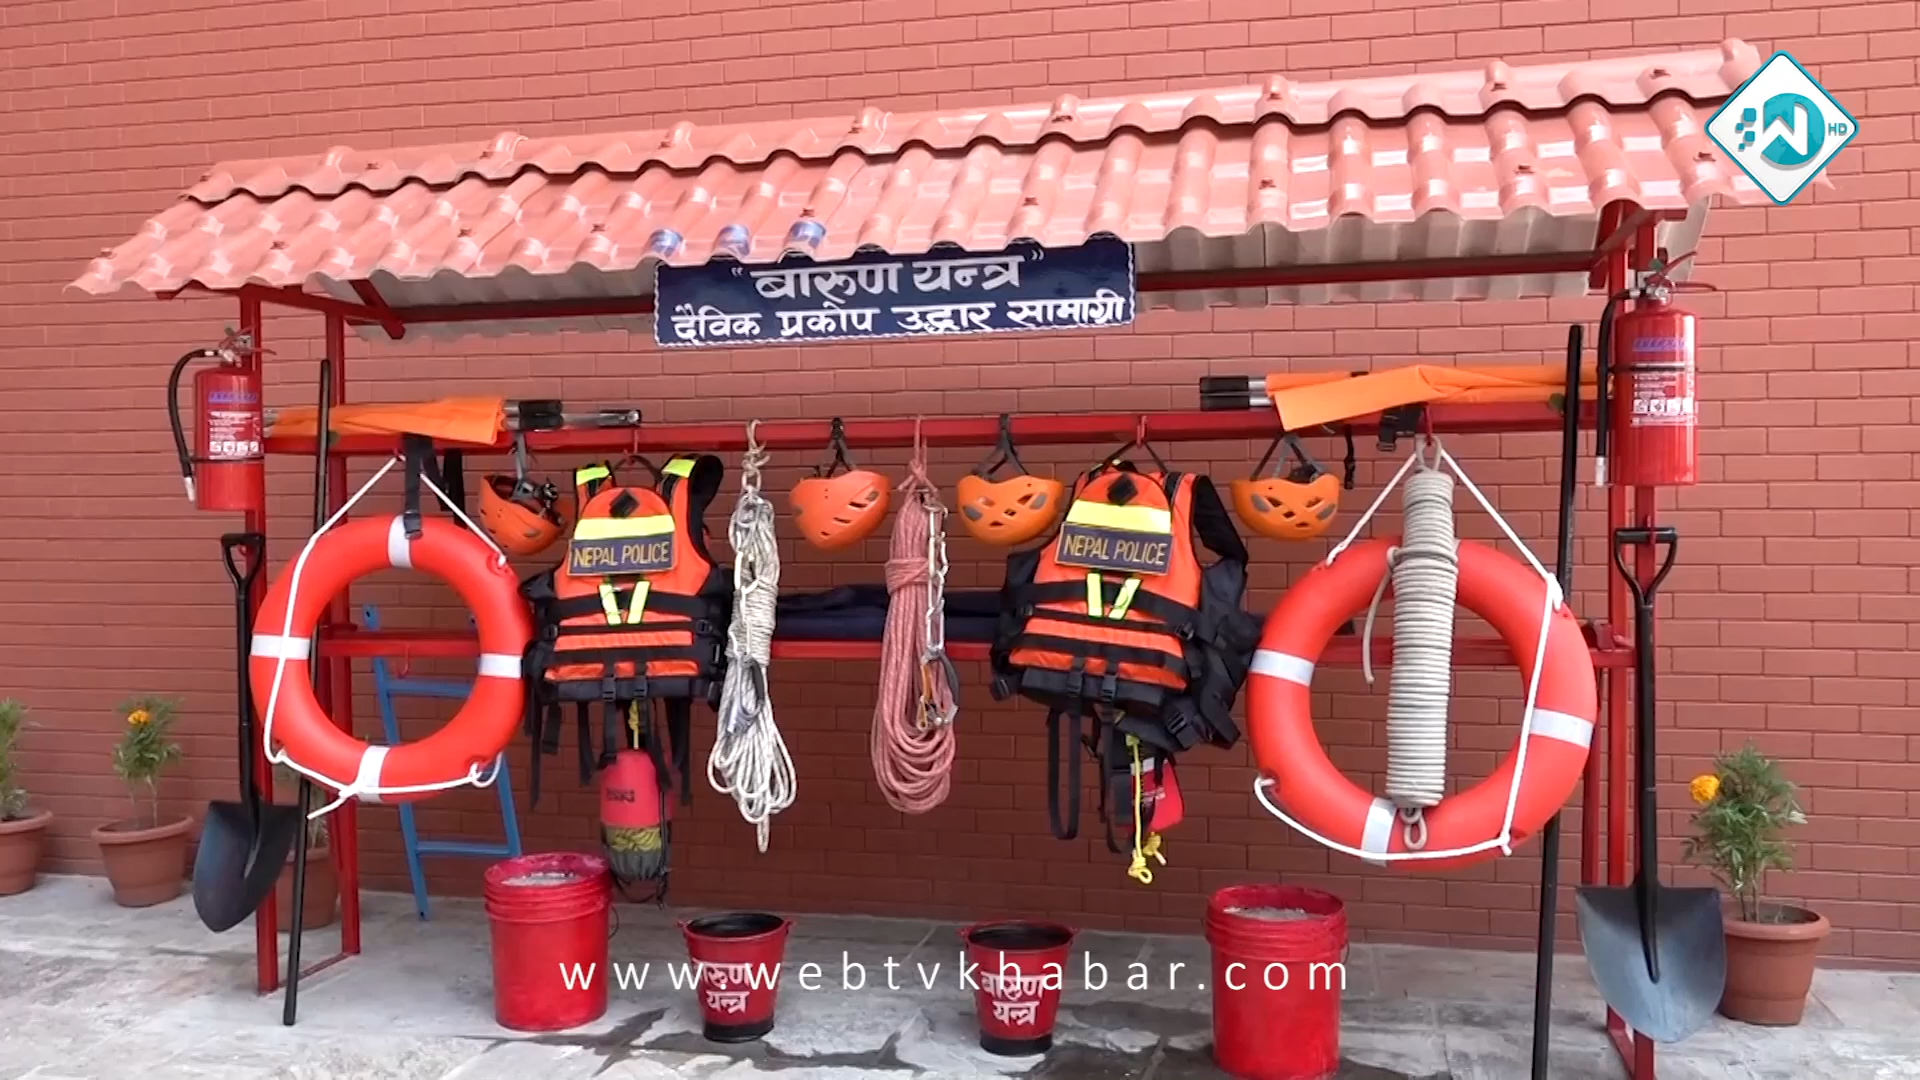 W HD
"बारुण यन्त्र"
दैविक प्रकोप उद्धार सामाग्री
NEPAL POLICE
NEPAL POLICE
www.webtvkhabar.com
बारुण
यन्त्र
बारुण
यन्त्र